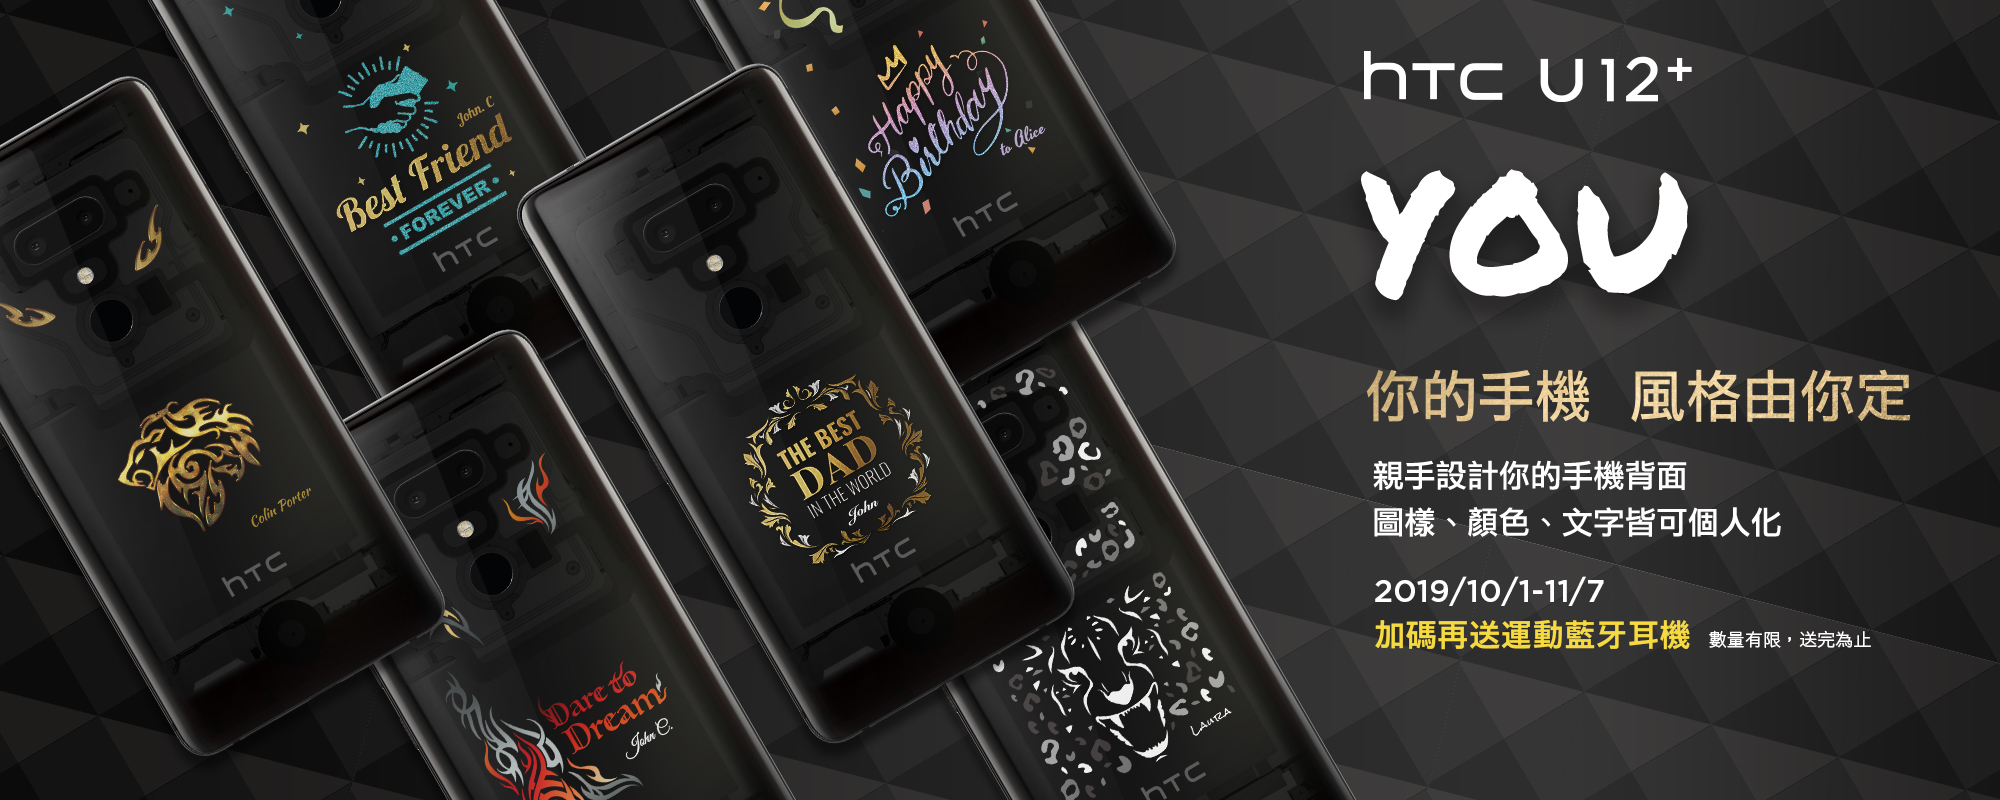 John. C
Best Friend
FOREVER
hTC
Happy
Birthday
to Alice
hTC
Colin Porter
hTC
THE BEST
DAD
IN THE WORLD
John
hTC
Dare to
Dream
John C.
LAURA
hTC
hTC U12+
YOU
你的手機 風格由你定
親手設計你的手機背面
圖樣、顏色、文字皆可個人化
2019/10/1-11/7
加碼再送運動藍牙耳機 數量有限，送完為止